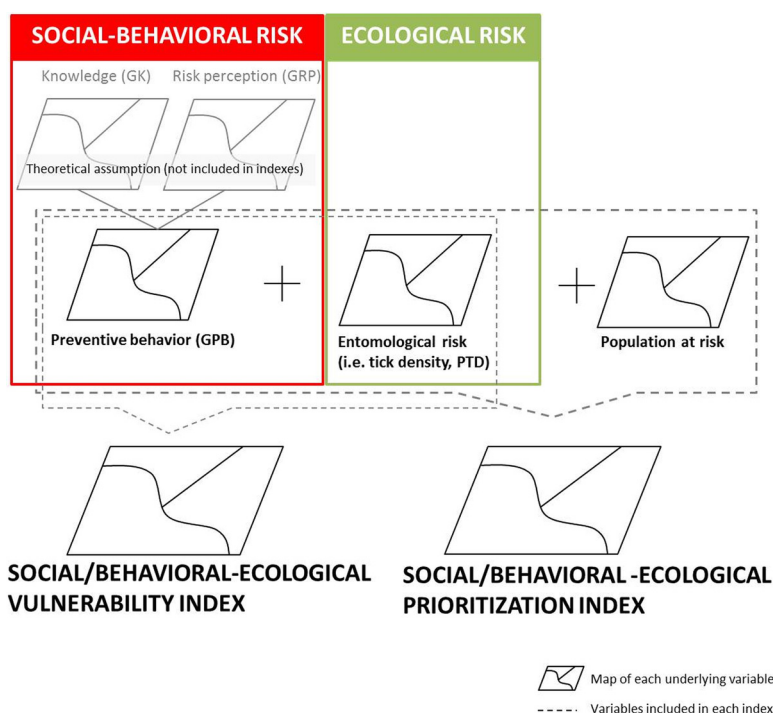 SOCIAL-BEHAVIORAL RISK
ECOLOGICAL RISK
Knowledge (GK)
Risk perception (GRP)
Theoretical assumption (not included in indexes)
Preventive behavior (GPB)
Entomological risk
(i.e. tick density, PTD)
Population at risk
SOCIAL/BEHAVIORAL-ECOLOGICAL
VULNERABILITY INDEX
SOCIAL/BEHAVIORAL -ECOLOGICAL
PRIORITIZATION INDEX
Map of each underlying variable
Variables included in each index